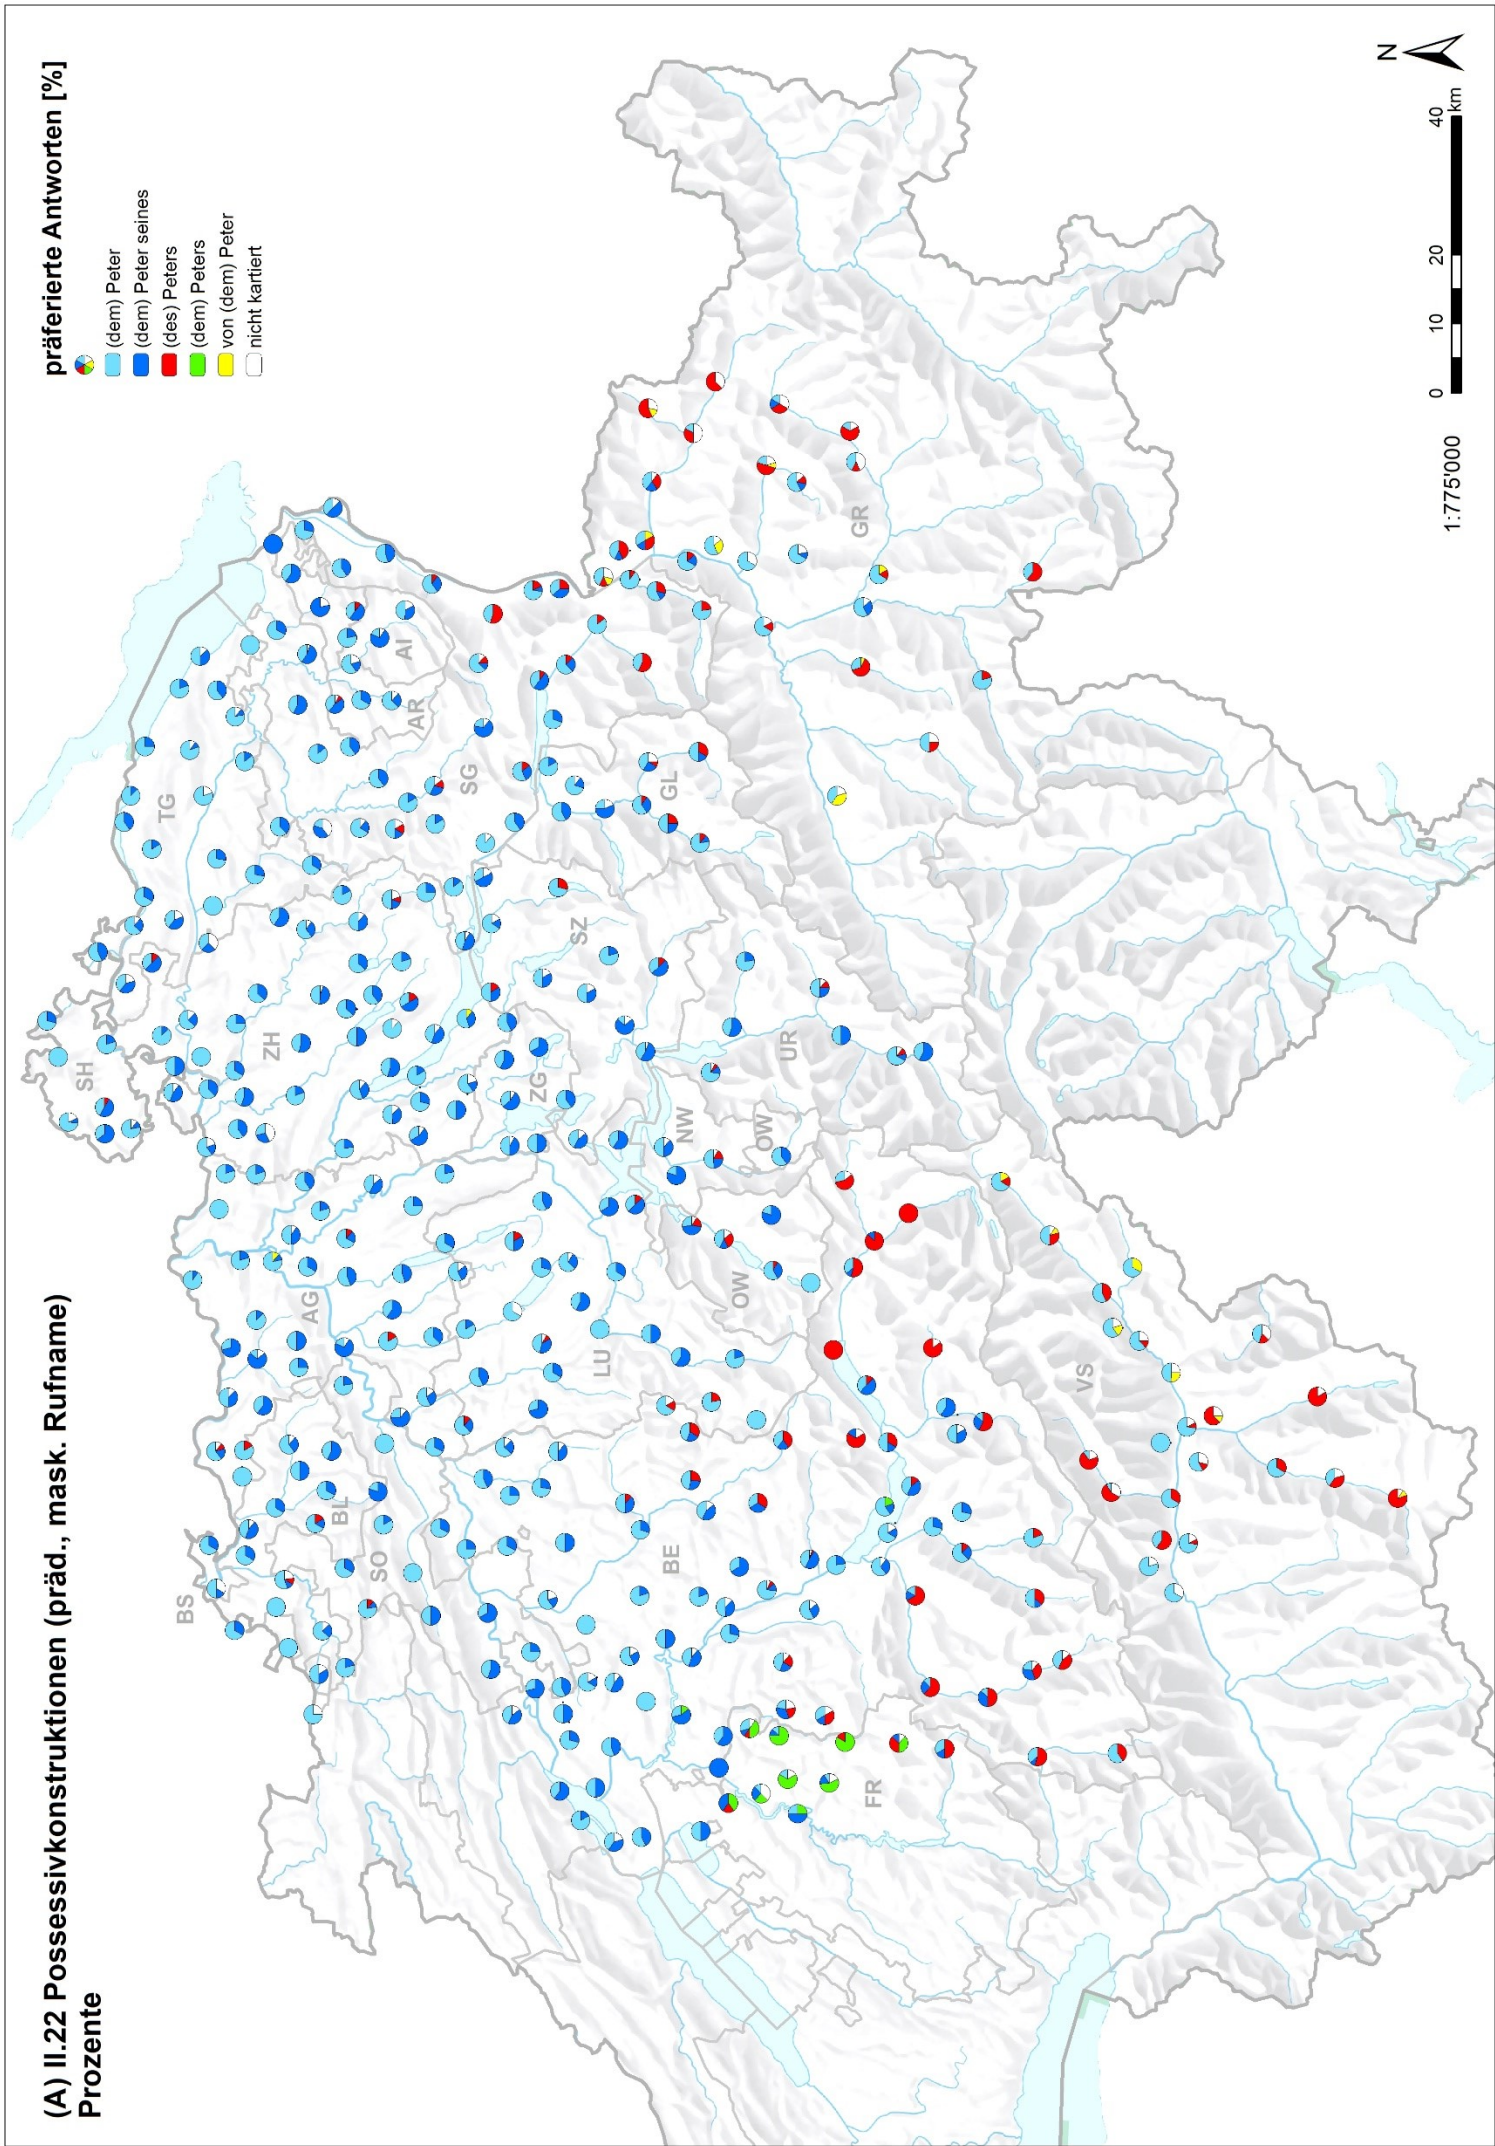 (A) II.22 Possessivkonstruktionen (präd., mask. Rufname)
Prozente
präferierte Antworten [%]
(dem) Peter
(dem) Peter seines
(des) Peters
(dem) Peters
von (dem) Peter
nicht kartiert
SH
BS
TG
BL
AG
ZH
SO
AR
AI
SG
ZG
LU
SZ
GL
NW
OW
OW
BE
UR
FR
GR
VS
N
1:775'000
0
10
20
40
km